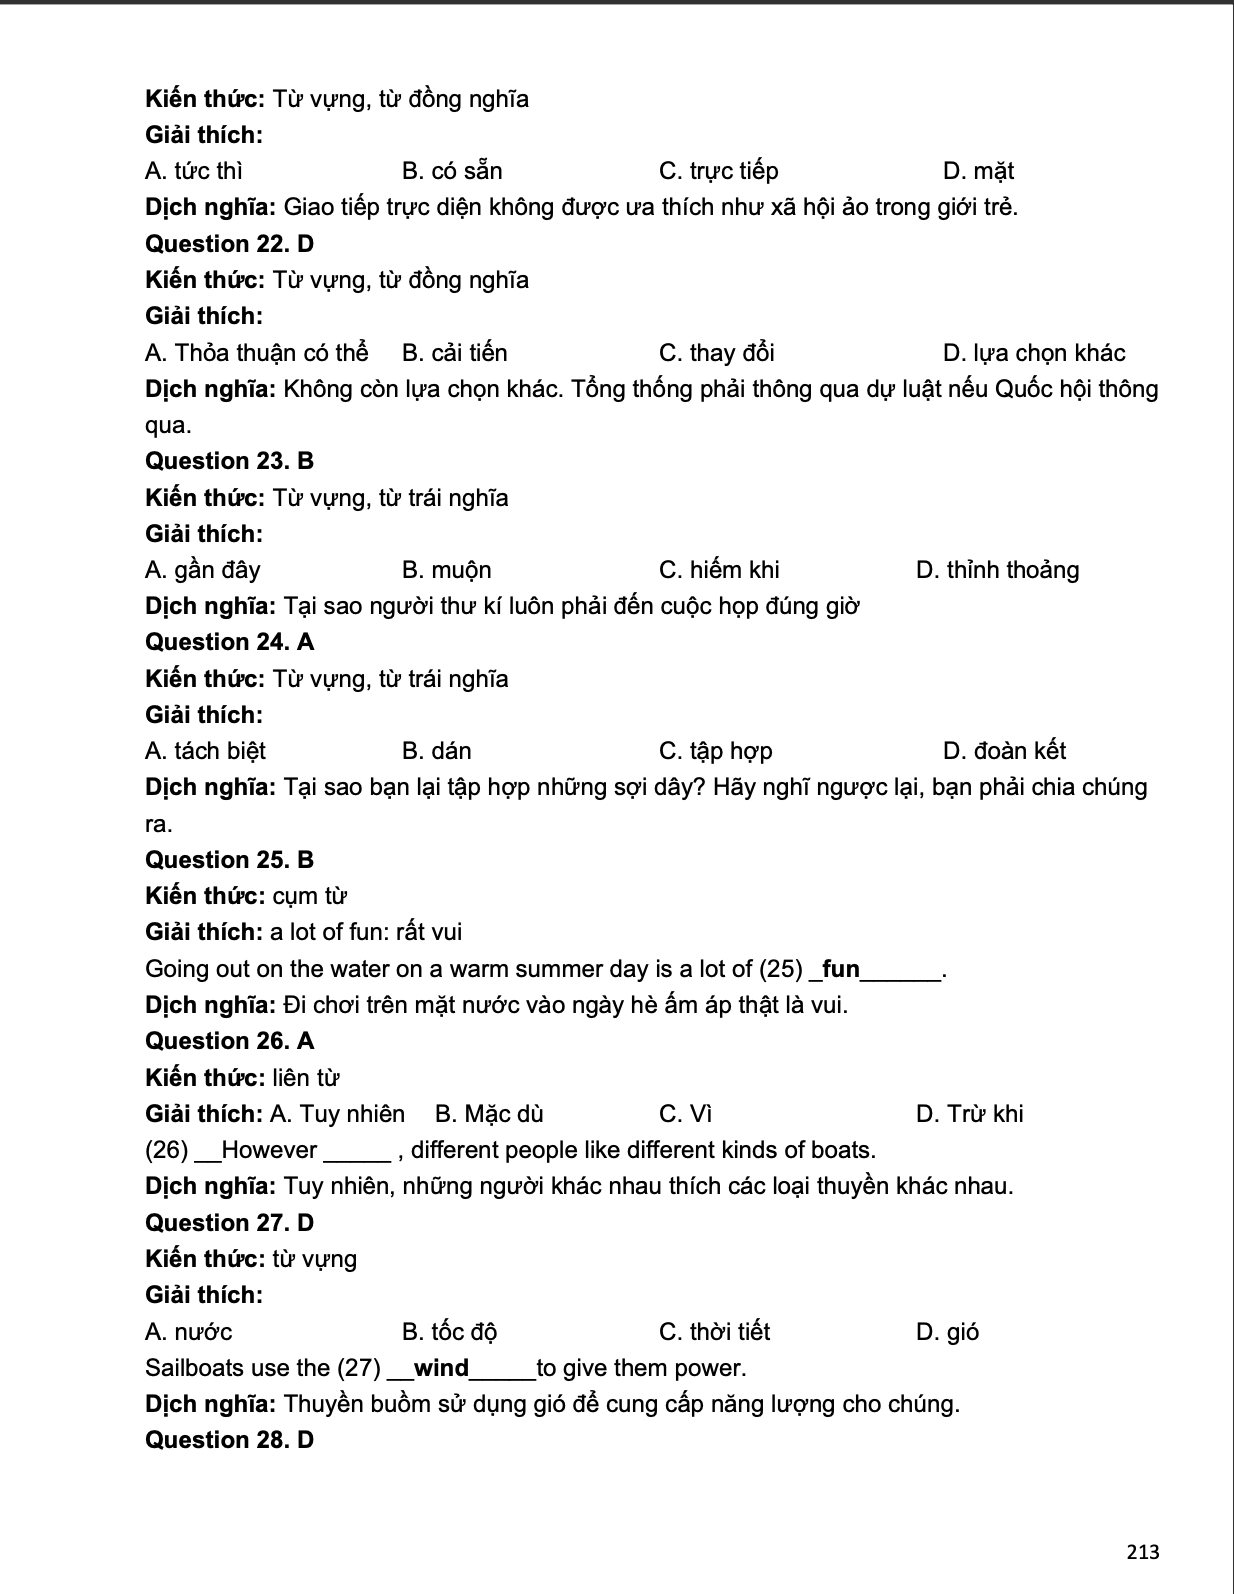 Kiến thức: Từ vựng, từ đồng nghĩa
Giải thích:
A. tức thì B. có sẵn C. trực tiếp D. mặt
Dịch nghĩa: Giao tiếp trực diện không được ưa thích như xã hội ảo trong giới trẻ.
Question 22. D
Kiến thức: Từ vựng, từ đồng nghĩa
Giải thích:
A. Thỏa thuận có thể B. cải tiến C. thay đổi D. lựa chọn khác
Dịch nghĩa: Không còn lựa chọn khác. Tổng thống phải thông qua dự luật nếu Quốc hội thông
qua.
Question 23. B
Kiến thức: Từ vựng, từ trái nghĩa
Giải thích:
A. gần đây B. muộn C. hiếm khi D. thỉnh thoảng
Dịch nghĩa: Tại sao người thư kí luôn phải đến cuộc họp đúng giờ
Question 24. A
Kiến thức: Từ vựng, từ trái nghĩa
Giải thích:
A. tách biệt B. dán C. tập hợp D. đoàn kết
Dịch nghĩa: Tại sao bạn lại tập hợp những sợi dây? Hãy nghĩ ngược lại, bạn phải chia chúng
ra.
Question 25. B
Kiến thức: cụm từ
Giải thích: a lot of fun: rất vui
Going out on the water on a warm summer day is a lot of (25) _fun______.
Dịch nghĩa: Đi chơi trên mặt nước vào ngày hè ấm áp thật là vui.
Question 26. A
Kiến thức: liên từ
Giải thích: A. Tuy nhiên B. Mặc dù C. Vì D. Trừ khi
(26) __However _____ , different people like different kinds of boats.
Dịch nghĩa: Tuy nhiên, những người khác nhau thích các loại thuyền khác nhau.
Question 27. D
Kiến thức: từ vựng
Giải thích:
A. nước B. tốc độ C. thời tiết D. gió
Sailboats use the (27) __wind_____to give them power.
Dịch nghĩa: Thuyền buồm sử dụng gió để cung cấp năng lượng cho chúng.
Question 28. D
213